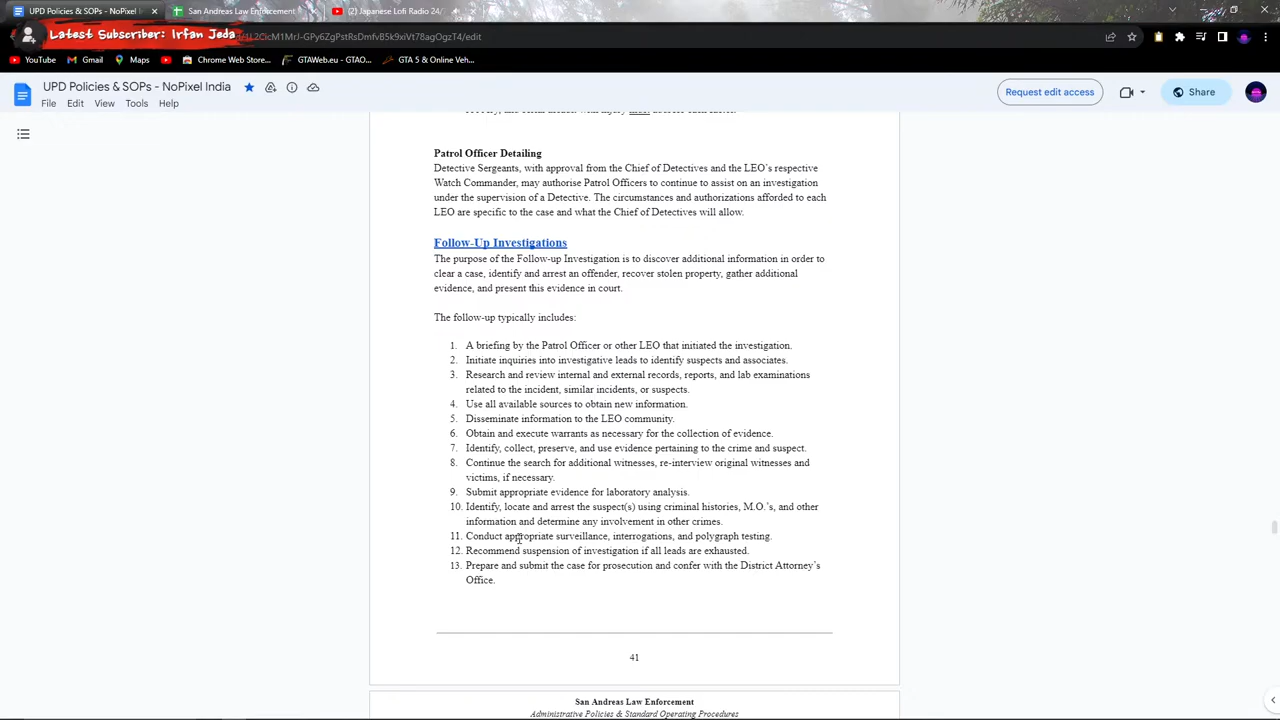 UPD Policies & SOPs - NoPixel I
San Andreas Law Enforcement
(2) Japanese Lofi Radio 24/
Latest Subscriber: Irfan Jeda
1L2CicM1MrJ-GPy6ZgPstRsDmfvB5k9xiVt78agOgzT4/edit
YouTube
Gmail
Maps
Chrome Web Store...
GTAWeb.eu - GTAO...
GTA 5 & Online Veh...
UPD Policies & SOPs - NoPixel India
File Edit View Tools Help
Request edit access
Share
Patrol Officer Detailing
Detective Sergeants, with approval from the Chief of Detectives and the LEO's respective
Watch Commander, may authorise Patrol Officers to continue to assist on an investigation
under the supervision of a Detective. The circumstances and authorizations afforded to each
LEO are specific to the case and what the Chief of Detectives will allow.
Follow-Up Investigations
The purpose of the Follow-up Investigation is to discover additional information in order to
clear a case, identify and arrest an offender, recover stolen property, gather additional
evidence, and present this evidence in court.
The follow-up typically includes:
1. A briefing by the Patrol Officer or other LEO that initiated the investigation.
2. Initiate inquiries into investigative leads to identify suspects and associates.
3. Research and review internal and external records, reports, and lab examinations
related to the incident, similar incidents, or suspects.
4. Use all available sources to obtain new information.
5. Disseminate information to the LEO community.
6. Obtain and execute warrants as necessary for the collection of evidence.
7. Identify, collect, preserve, and use evidence pertaining to the crime and suspect.
8. Continue the search for additional witnesses, re-interview original witnesses and
victims, if necessary.
9. Submit appropriate evidence for laboratory analysis.
10. Identify, locate and arrest the suspect(s) using criminal histories, M.O.'s, and other
information and determine any involvement in other crimes.
11. Conduct appropriate surveillance, interrogations, and polygraph testing.
12. Recommend suspension of investigation if all leads are exhausted.
13. Prepare and submit the case for prosecution and confer with the District Attorney's
Office.
41
San Andreas Law Enforcement
Administrative Policies & Standard Operating Procedures